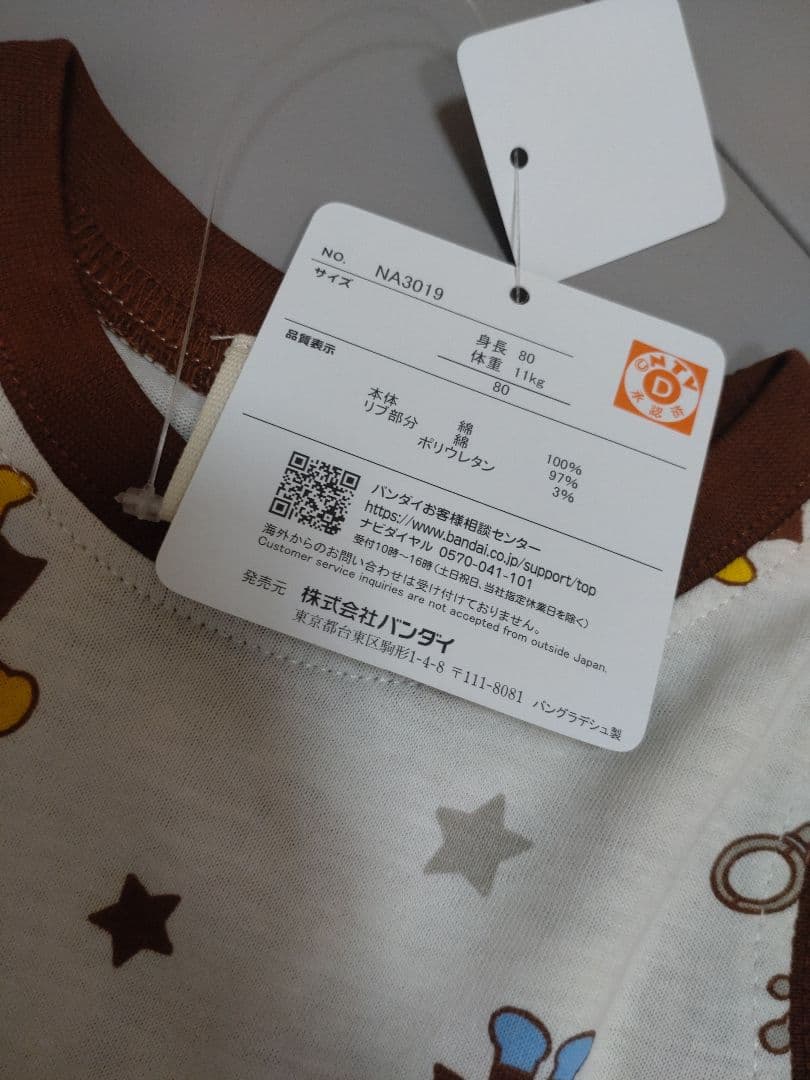 NO. NA3019
サイズ
身長 80
体重 11kg
80
品質表示
本体 綿 100%
リブ部分 綿 97%
ポリウレタン 3%
バンダイお客様相談センター
https://www.bandai.co.jp/support/top
ナビダイヤル 0570-041-101
受付10時〜16時(土日祝日、当社指定休業日を除く)
海外からのお問い合わせは受け付けておりません。
Customer service inquiries are not accepted from outside Japan.
発売元 株式会社バンダイ
東京都台東区駒形1-4-8 〒111-8081 バングラデシュ製
©NTV
D
承認香